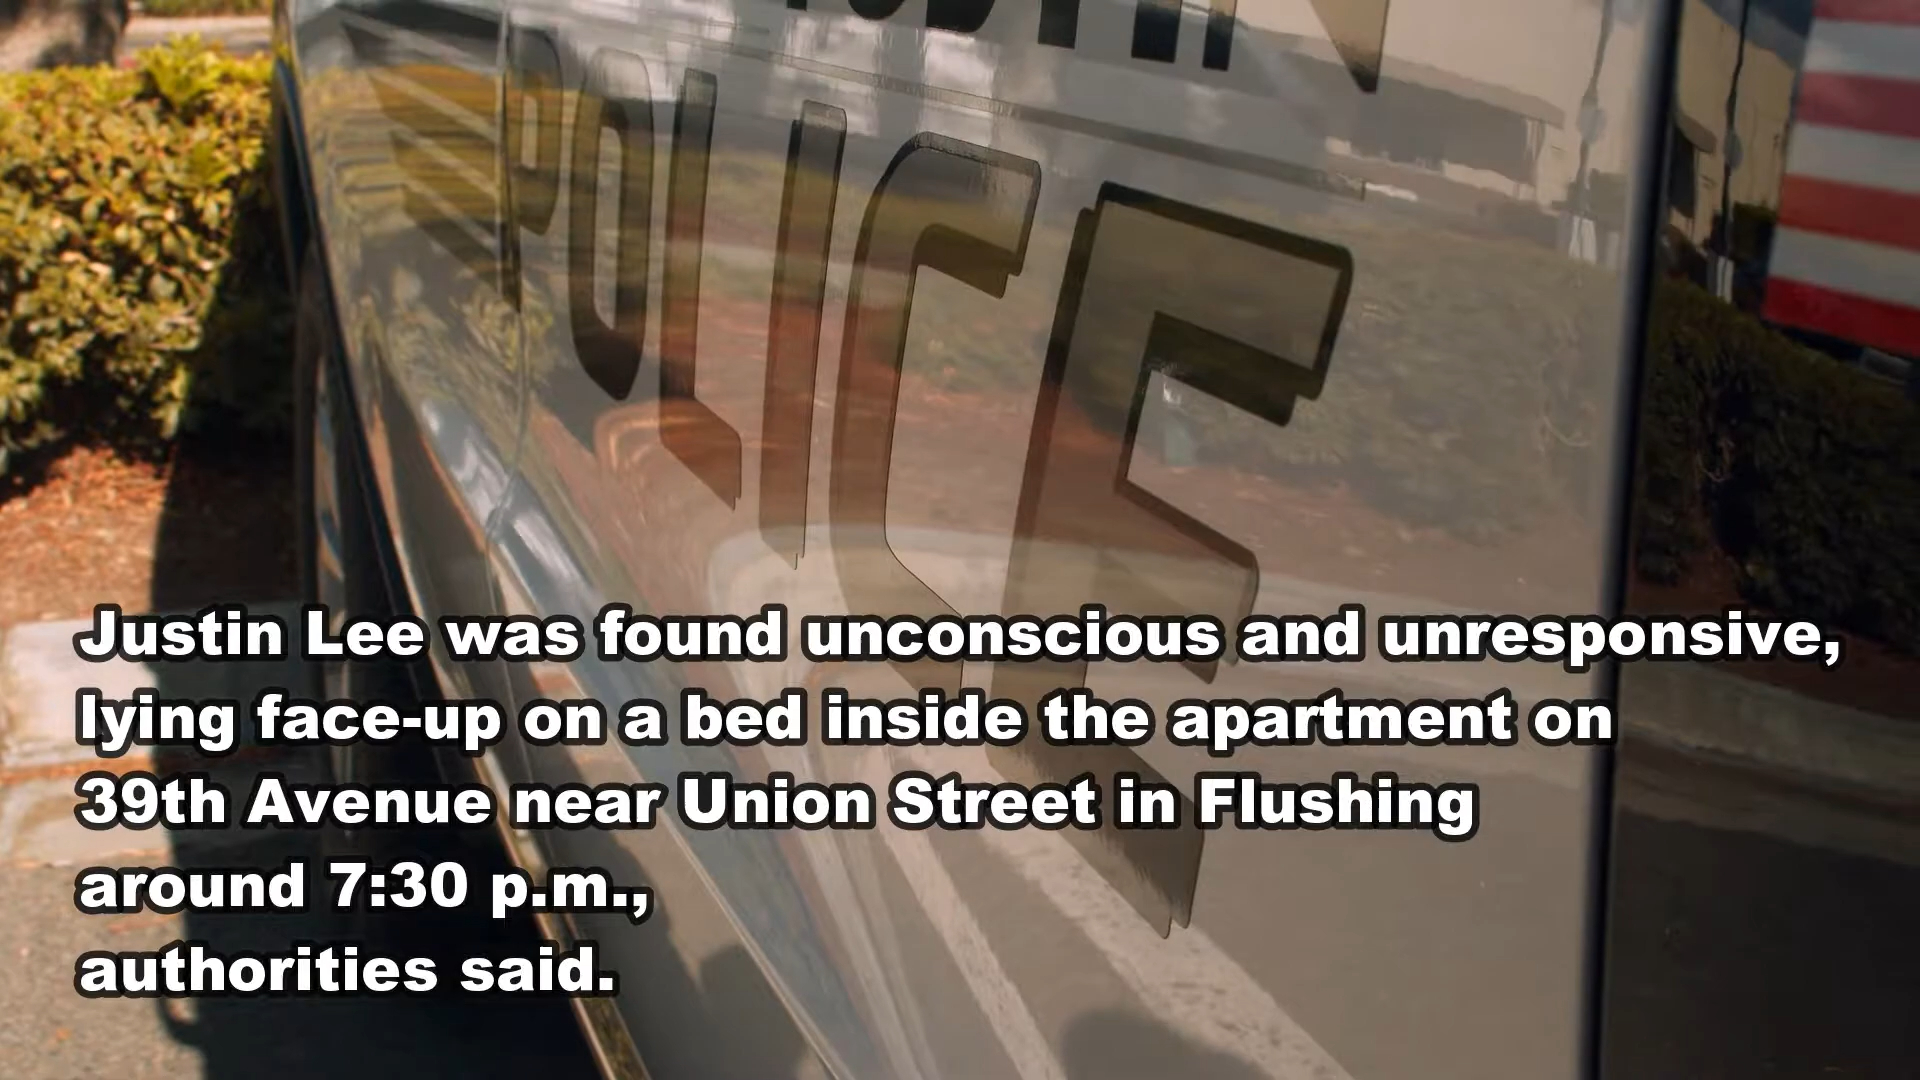 POLICE
Justin Lee was found unconscious and unresponsive,
lying face-up on a bed inside the apartment on
39th Avenue near Union Street in Flushing
around 7:30 p.m.,
authorities said.